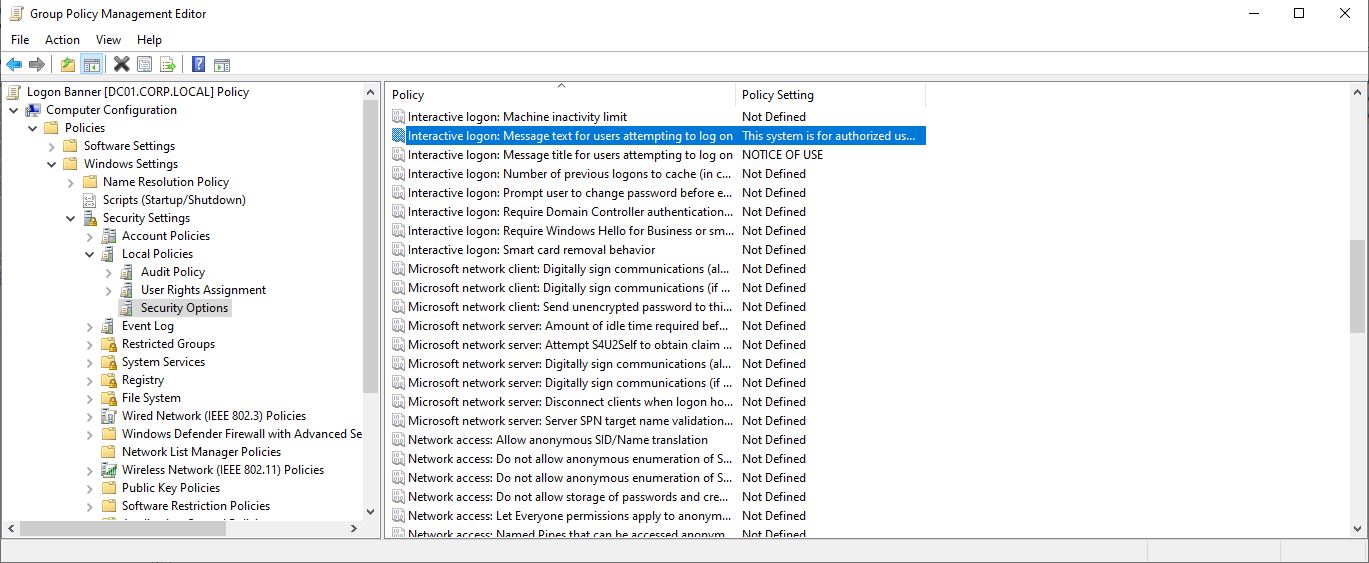 Group Policy Management Editor
File Action View Help
Logon Banner [DC01.CORP.LOCAL] Policy
Computer Configuration
Policies
Software Settings
Windows Settings
Name Resolution Policy
Scripts (Startup/Shutdown)
Security Settings
Account Policies
Local Policies
Audit Policy
User Rights Assignment
Security Options
Event Log
Restricted Groups
System Services
Registry
File System
Wired Network (IEEE 802.3) Policies
Windows Defender Firewall with Advanced Se
Network List Manager Policies
Wireless Network (IEEE 802.11) Policies
Public Key Policies
Software Restriction Policies
Policy Policy Setting
Interactive logon: Machine inactivity limit Not Defined
Interactive logon: Message text for users attempting to log on This system is for authorized us...
Interactive logon: Message title for users attempting to log on NOTICE OF USE
Interactive logon: Number of previous logons to cache (in c... Not Defined
Interactive logon: Prompt user to change password before e... Not Defined
Interactive logon: Require Domain Controller authentication... Not Defined
Interactive logon: Require Windows Hello for Business or sm... Not Defined
Interactive logon: Smart card removal behavior Not Defined
Microsoft network client: Digitally sign communications (al... Not Defined
Microsoft network client: Digitally sign communications (if ... Not Defined
Microsoft network client: Send unencrypted password to thi... Not Defined
Microsoft network server: Amount of idle time required bef... Not Defined
Microsoft network server: Attempt S4U2Self to obtain claim ... Not Defined
Microsoft network server: Digitally sign communications (al... Not Defined
Microsoft network server: Digitally sign communications (if ... Not Defined
Microsoft network server: Disconnect clients when logon ho... Not Defined
Microsoft network server: Server SPN target name validation... Not Defined
Network access: Allow anonymous SID/Name translation Not Defined
Network access: Do not allow anonymous enumeration of S... Not Defined
Network access: Do not allow anonymous enumeration of S... Not Defined
Network access: Do not allow storage of passwords and cre... Not Defined
Network access: Let Everyone permissions apply to anonym... Not Defined
Network access: Named Pipes that can be accessed anonym... Not Defined